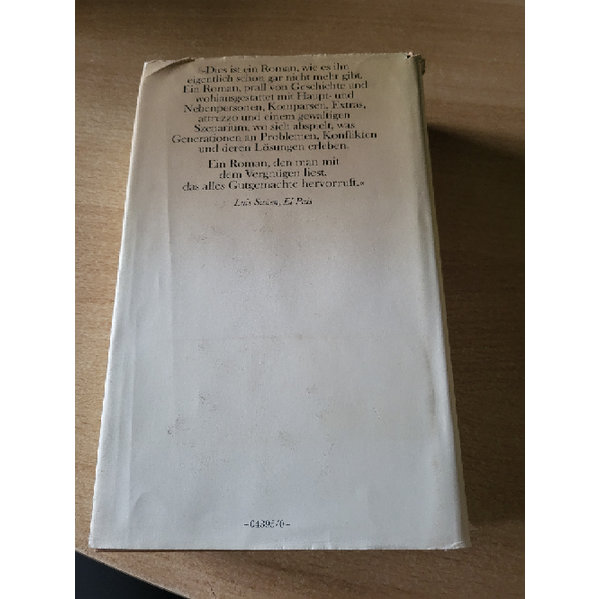 »Dies ist ein Roman, wie es ihn
eigentlich schon gar nicht mehr gibt.
Ein Roman, prall von Geschichte und
wohlausgestattet mit Haupt- und
Nebenpersonen, Komparsen, Extras,
attrezzo und einem gewaltigen
Szenarium, wo sich abspielt, was
Generationen an Problemen, Konflikten
und deren Lösungen erleben.
Ein Roman, den man mit
dem Vergnügen liest,
das alles Gutgemachte hervorruft.«
Luis, El País